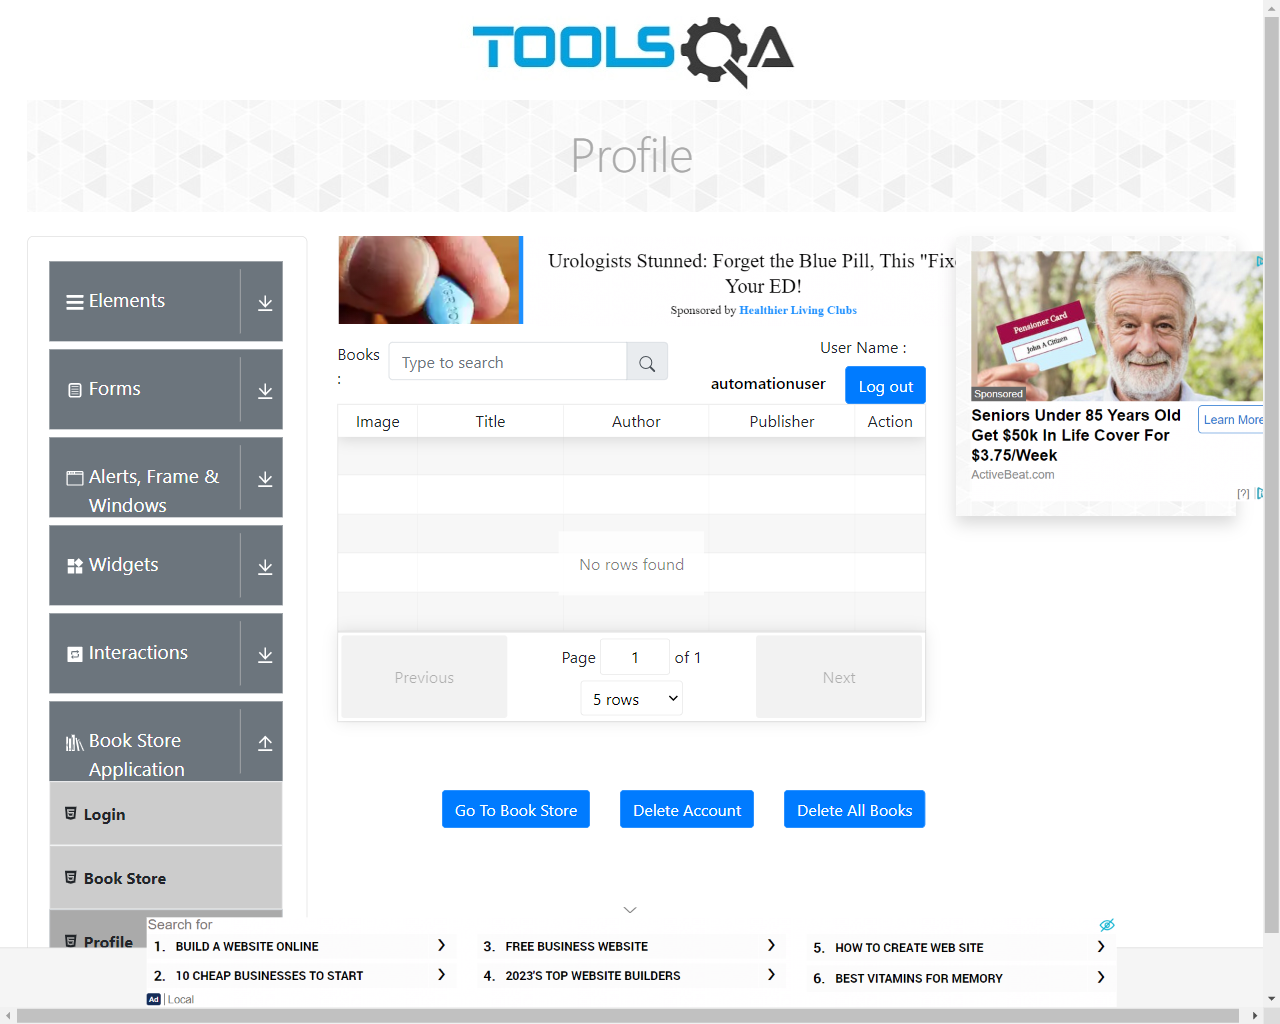 TOOLSQA
Profile
Elements
Forms
Alerts, Frame &
Windows
Widgets
Interactions
Book Store
Application
Login
Book Store
Profile
Urologists Stunned: Forget the Blue Pill, This "Fixe
Your ED!
Sponsored by Healthier Living Clubs
Books
:
Type to search
User Name :
automationuser
Log out
Image Title Author Publisher Action
No rows found
Previous
Page 1 of 1
5 rows
Next
Go To Book Store
Delete Account
Delete All Books
Pensioner Card
John A Citizen
Sponsored
Seniors Under 85 Years Old
Get $50k In Life Cover For
$3.75/Week
ActiveBeat.com
Learn More
[?]
Search for
1. BUILD A WEBSITE ONLINE
2. 10 CHEAP BUSINESSES TO START
3. FREE BUSINESS WEBSITE
4. 2023'S TOP WEBSITE BUILDERS
5. HOW TO CREATE WEB SITE
6. BEST VITAMINS FOR MEMORY
Ad | Local